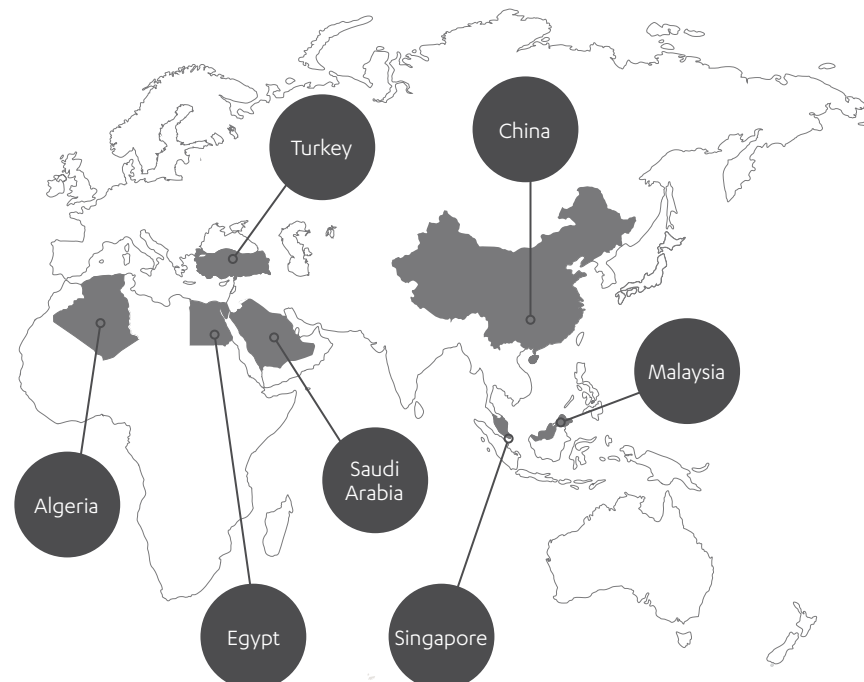 Turkey
China
Malaysia
Saudi
Arabia
Algeria
Egypt
Singapore